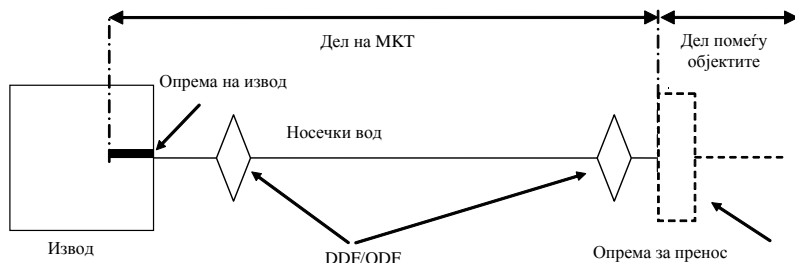 Дел на МКТ
Дел помеѓу
објектите
Опрема на извод
Носечки вод
Извод
DDF/ODF
Опрема за пренос